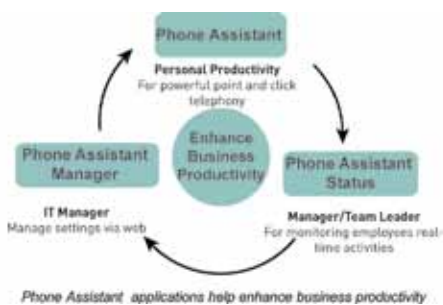 Phone Assistant
Personal Productivity
For powerful point and click
telephony
Enhance
Business
Productivity
Phone Assistant
Manager
IT Manager
Manage settings via web
Phone Assistant
Status
Manager/Team Leader
For monitoring employees real-
time activities
Phone Assistant applications help enhance business productivity